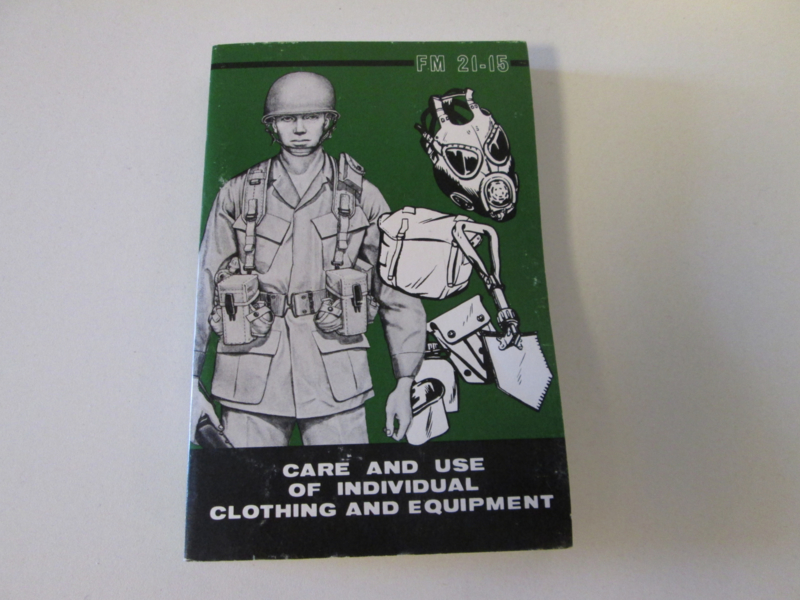 FM 21-15
CARE AND USE
OF INDIVIDUAL
CLOTHING AND EQUIPMENT